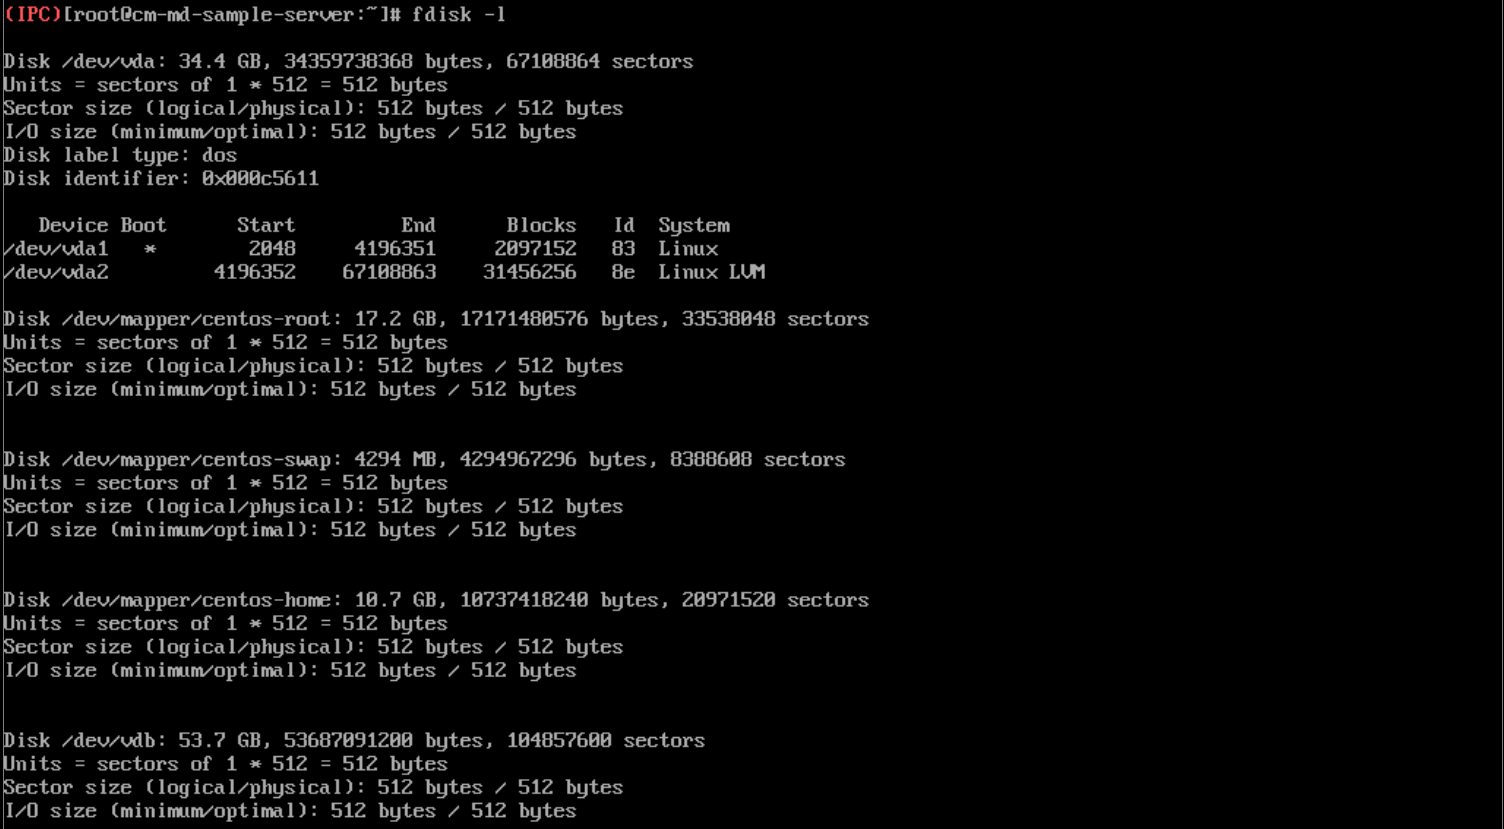 (IPC)[root@cm-md-sample-server:~]# fdisk -l
Disk /dev/vda: 34.4 GB, 34359738368 bytes, 67108864 sectors
Units = sectors of 1 * 512 = 512 bytes
Sector size (logical/physical): 512 bytes / 512 bytes
I/O size (minimum/optimal): 512 bytes / 512 bytes
Disk label type: dos
Disk identifier: 0x000c5611
Device Boot Start End Blocks Id System
/dev/vda1 * 2048 4196351 2097152 83 Linux
/dev/vda2 4196352 67108863 31456256 8e Linux LVM
Disk /dev/mapper/centos-root: 17.2 GB, 17171480576 bytes, 33538048 sectors
Units = sectors of 1 * 512 = 512 bytes
Sector size (logical/physical): 512 bytes / 512 bytes
I/O size (minimum/optimal): 512 bytes / 512 bytes
Disk /dev/mapper/centos-swap: 4294 MB, 4294967296 bytes, 8388608 sectors
Units = sectors of 1 * 512 = 512 bytes
Sector size (logical/physical): 512 bytes / 512 bytes
I/O size (minimum/optimal): 512 bytes / 512 bytes
Disk /dev/mapper/centos-home: 10.7 GB, 10737418240 bytes, 20971520 sectors
Units = sectors of 1 * 512 = 512 bytes
Sector size (logical/physical): 512 bytes / 512 bytes
I/O size (minimum/optimal): 512 bytes / 512 bytes
Disk /dev/vdb: 53.7 GB, 53687091200 bytes, 104857600 sectors
Units = sectors of 1 * 512 = 512 bytes
Sector size (logical/physical): 512 bytes / 512 bytes
I/O size (minimum/optimal): 512 bytes / 512 bytes